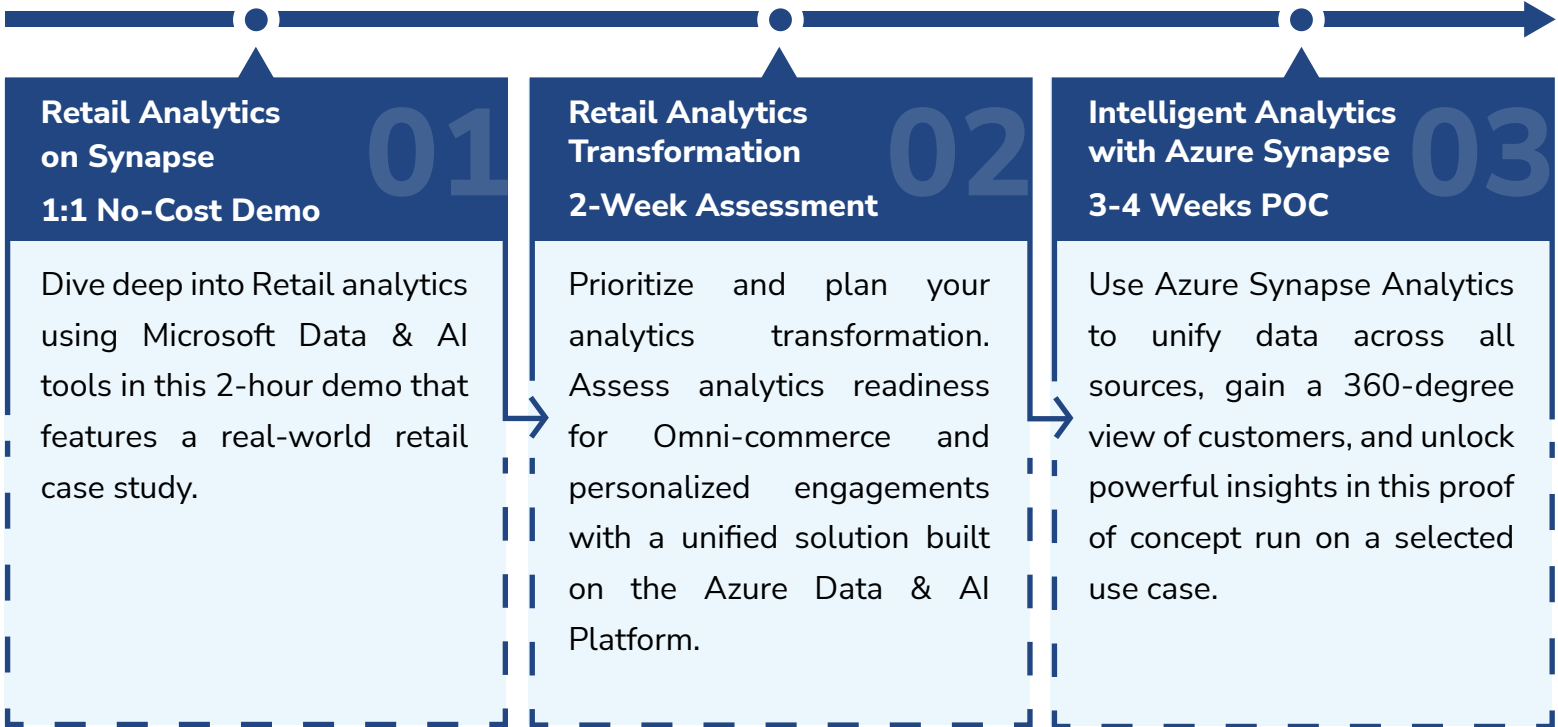 Retail Analytics
on Synapse
1:1 No-Cost Demo
01
Dive deep into Retail analytics
using Microsoft Data & AI
tools in this 2-hour demo that
features a real-world retail
case study.
Retail Analytics
Transformation
2-Week Assessment
02
Prioritize and plan your
analytics transformation.
Assess analytics readiness
for Omni-commerce and
personalized engagements
with a unified solution built
on the Azure Data & AI
Platform.
Intelligent Analytics
with Azure Synapse
3-4 Weeks POC
03
Use Azure Synapse Analytics
to unify data across all
sources, gain a 360-degree
view of customers, and unlock
powerful insights in this proof
of concept run on a selected
use case.